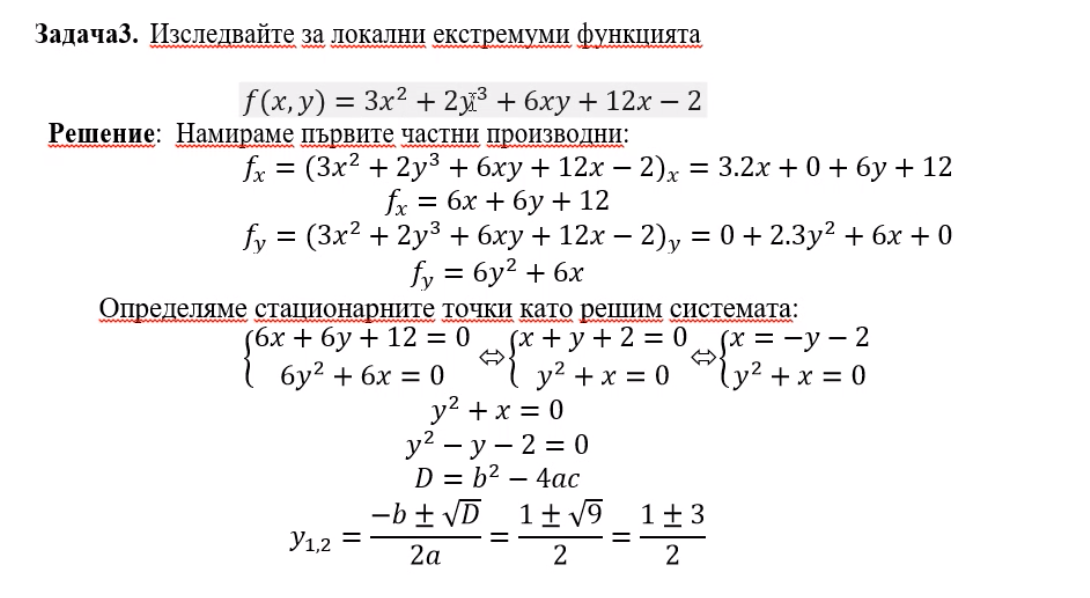 Задача3. Изследвайте за локални екстремуми функцията
f(x, y) = 3x² + 2y³ + 6xy + 12x − 2
Решение: Намираме първите частни производни:
fₓ = (3x² + 2y³ + 6xy + 12x − 2)ₓ = 3.2x + 0 + 6y + 12
fₓ = 6x + 6y + 12
f_y = (3x² + 2y³ + 6xy + 12x − 2)_y = 0 + 2.3y² + 6x + 0
f_y = 6y² + 6x
Определяме стационарните точки като решим системата:
{6x + 6y + 12 = 0 ⇔ {x + y + 2 = 0 ⇔ {x = −y − 2
6y² + 6x = 0 y² + x = 0 y² + x = 0
y² + x = 0
y² − y − 2 = 0
D = b² − 4ac
y₁,₂ = (−b ± √D)/2a = (1 ± √9)/2 = (1 ± 3)/2